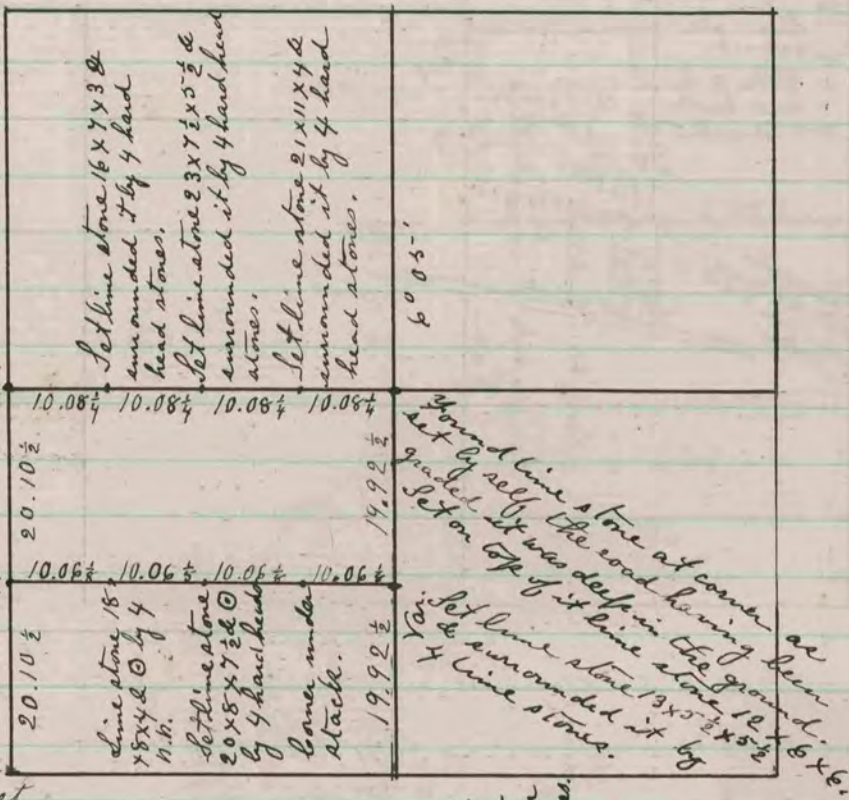 Set lime stone 16 x 7 x 3 &
surrounded it by 4 hard
head stones.
Set lime stone 23 x 7½ x 5½ &
surrounded it by 4 hard head
stones.
Set lime stone 21 x 11 x 4 &
surrounded it by 4 hard
head stones.
6° 05'
10.08¼ 10.08¼ 10.08¼ 10.08¼
20.10½
19.92½
10.06½ 10.06½ 10.06½ 10.06½
20.10½
Lime stone 18
x 8 x 4 & ⊙ by 4
h.h.
Set lime stone
20 x 8 x 7½ & ⊙
by 4 hard heads
Corner under
stack.
19.92½
Found lime stone at corner as
set by self the road having been
graded it was deep in the ground.
Set on top of it lime stone 12 x 8 x 6.
Var.
Set lime stone 13 x 5½ x 5½
& surrounded it by
4 lime stones.